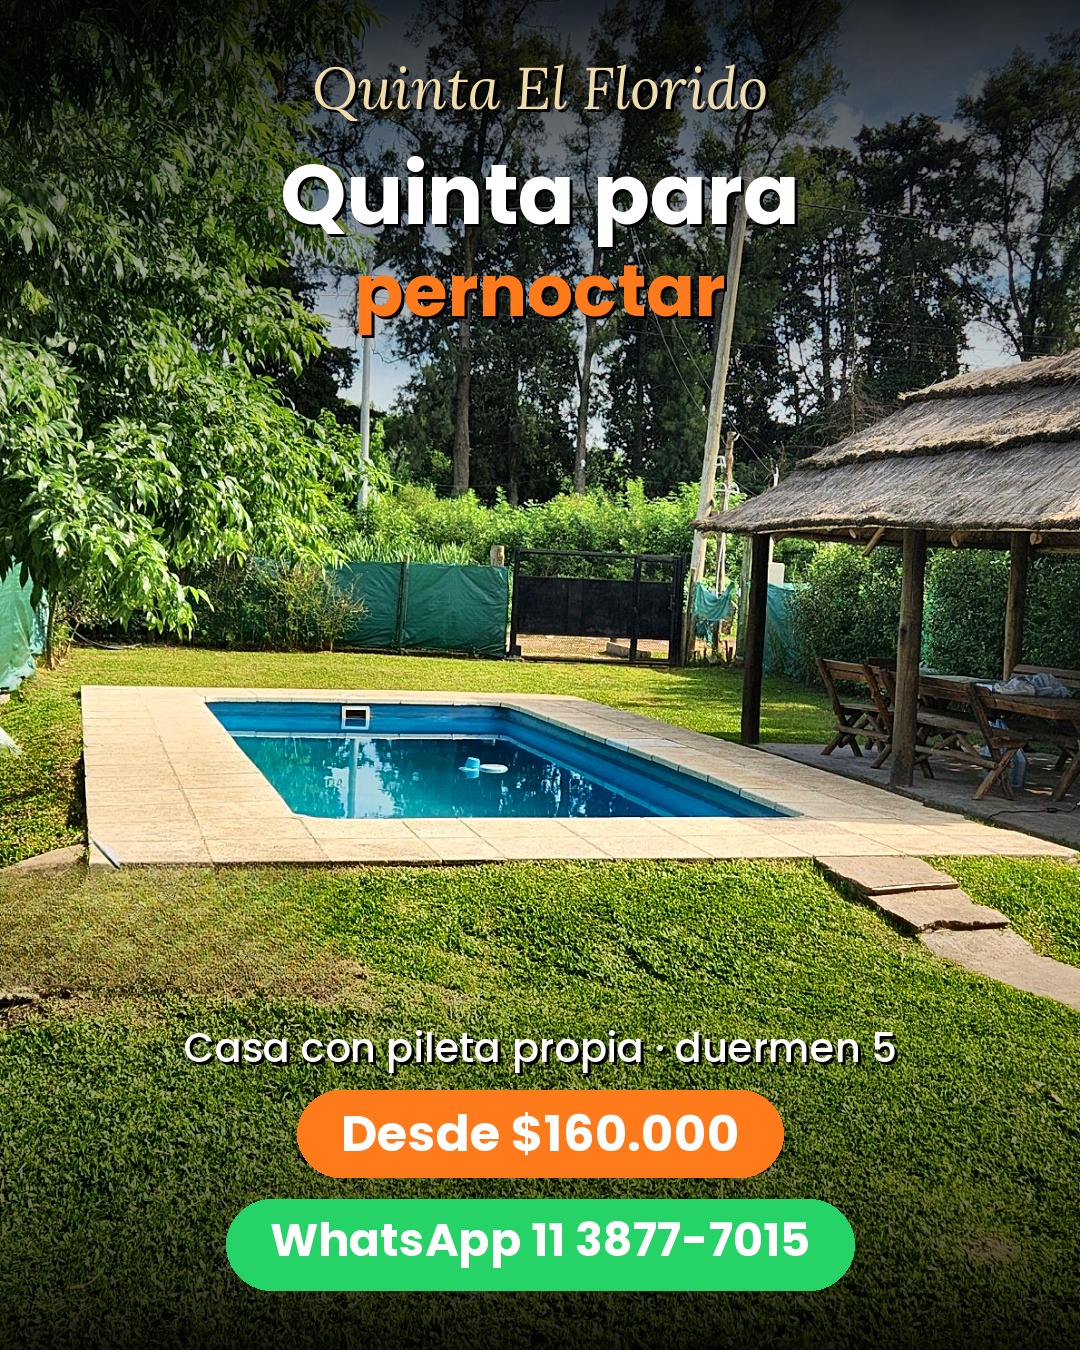 Quinta El Florido
Quinta para
pernoctar
Casa con pileta propia · duermen 5
Desde $160.000
WhatsApp 11 3877-7015